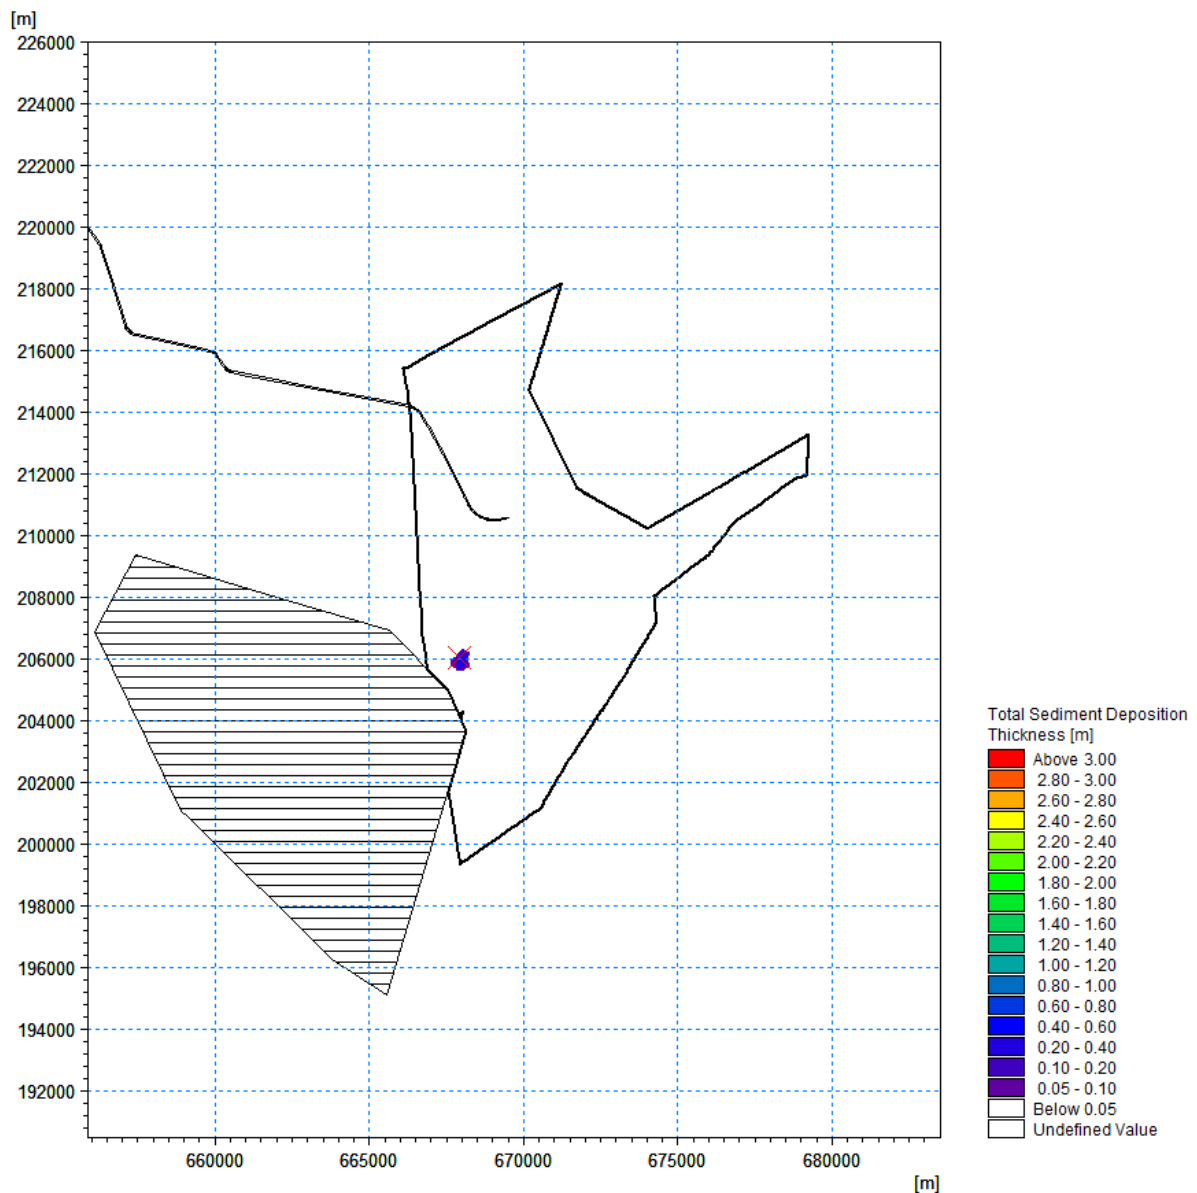 [m]
226000
224000
222000
220000
218000
216000
214000
212000
210000
208000
206000
204000
202000
200000
198000
196000
194000
192000
660000 665000 670000 675000 680000
[m]
Total Sediment Deposition
Thickness [m]
Above 3.00
2.80 - 3.00
2.60 - 2.80
2.40 - 2.60
2.20 - 2.40
2.00 - 2.20
1.80 - 2.00
1.60 - 1.80
1.40 - 1.60
1.20 - 1.40
1.00 - 1.20
0.80 - 1.00
0.60 - 0.80
0.40 - 0.60
0.20 - 0.40
0.10 - 0.20
0.05 - 0.10
Below 0.05
Undefined Value